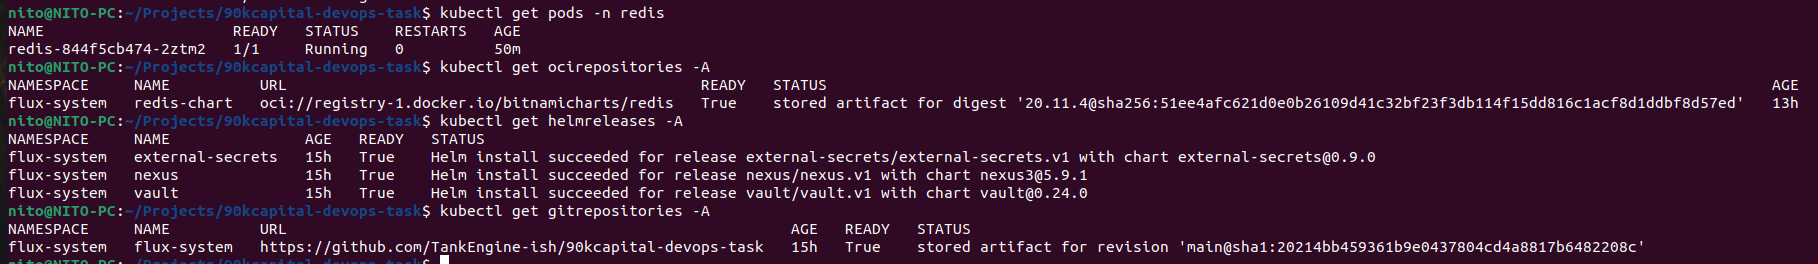 nito@NITO-PC:~/Projects/90kcapital-devops-task$ kubectl get pods -n redis
NAME READY STATUS RESTARTS AGE
redis-844f5cb474-2ztm2 1/1 Running 0 50m
nito@NITO-PC:~/Projects/90kcapital-devops-task$ kubectl get ocirepositories -A
NAMESPACE NAME URL READY STATUS AGE
flux-system redis-chart oci://registry-1.docker.io/bitnamicharts/redis True stored artifact for digest '20.11.4@sha256:51ee4afc621d0e0b26109d41c32bf23f3db114f15dd816c1acf8d1ddbf8d57ed' 13h
nito@NITO-PC:~/Projects/90kcapital-devops-task$ kubectl get helmreleases -A
NAMESPACE NAME AGE READY STATUS
flux-system external-secrets 15h True Helm install succeeded for release external-secrets/external-secrets.v1 with chart external-secrets@0.9.0
flux-system nexus 15h True Helm install succeeded for release nexus/nexus.v1 with chart nexus3@5.9.1
flux-system vault 15h True Helm install succeeded for release vault/vault.v1 with chart vault@0.24.0
nito@NITO-PC:~/Projects/90kcapital-devops-task$ kubectl get gitrepositories -A
NAMESPACE NAME URL AGE READY STATUS
flux-system flux-system https://github.com/TankEngine-ish/90kcapital-devops-task 15h True stored artifact for revision 'main@sha1:20214bb459361b9e0437804cd4a8817b6482208c'
nito@NITO-PC:~/Projects/90kcapital-devops-task$